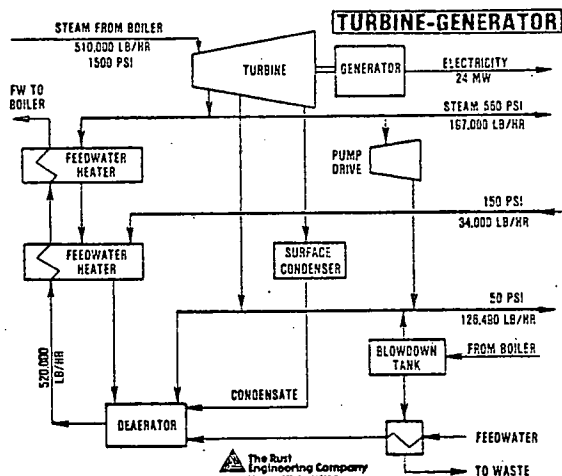 TURBINE-GENERATOR
STEAM FROM BOILER
510,000 LB/HR
1500 PSI
TURBINE
GENERATOR
ELECTRICITY
24 MW
FW TO
BOILER
STEAM 560 PSI
167,000 LB/HR
FEEDWATER
HEATER
PUMP
DRIVE
150 PSI
34,000 LB/HR
FEEDWATER
HEATER
SURFACE
CONDENSER
50 PSI
126,480 LB/HR
520,000
LB/HR
BLOWDOWN
TANK
FROM BOILER
CONDENSATE
DEAERATOR
FEEDWATER
The Rust
Engineering Company
TO WASTE